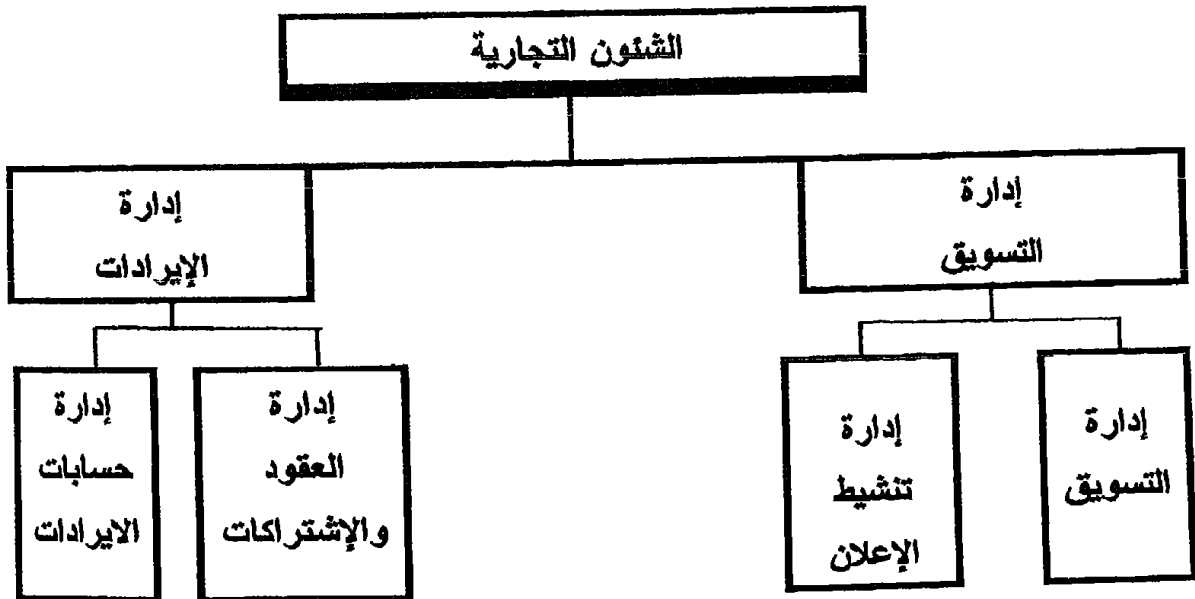 الشئون التجارية
إدارة
التسويق
إدارة
الإيرادات
إدارة
التسويق
إدارة
تنشيط
الإعلان
إدارة
العقود
والإشتراكات
إدارة
حسابات
الايرادات